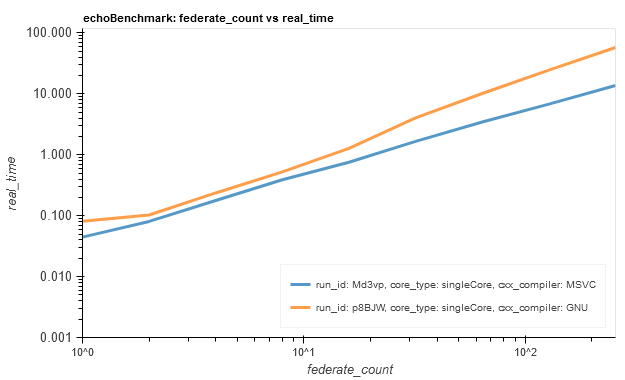 echoBenchmark: federate_count vs real_time
100.000
10.000
1.000
0.100
0.010
0.001
real_time
run_id: Md3vp, core_type: singleCore, cxx_compiler: MSVC
run_id: p8BJW, core_type: singleCore, cxx_compiler: GNU
10^0
10^1
10^2
federate_count